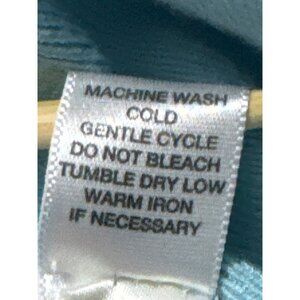 MACHINE WASH
COLD
GENTLE CYCLE
DO NOT BLEACH
TUMBLE DRY LOW
WARM IRON
IF NECESSARY